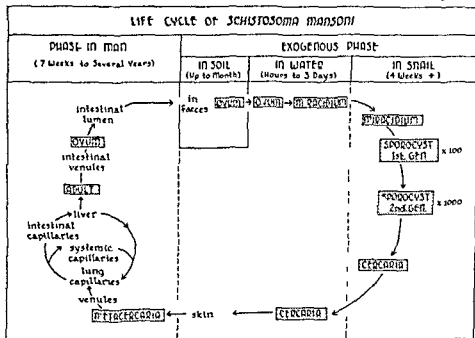 LIFE CYCLE OF SCHISTOSOMA MANSONI
PHASE IN MAN
(7 Weeks to Several Years)
EXOGENOUS PHASE
IN SOIL
(Up to Month)
IN WATER
(Hours to 3 Days)
IN SNAIL
(4 Weeks +)
intestinal
lumen
OVUM
intestinal
venules
ADULT
liver
intestinal
capillaries
systemic
capillaries
lung
capillaries
venules
METACERCARIA
in
faeces
OVUM
OVUM
MIRACIDIUM
MIRACIDIUM
SPOROCYST
1st. GEN
x 100
SPOROCYST
2nd. GEN
x 1000
CERCARIA
CERCARIA
skin